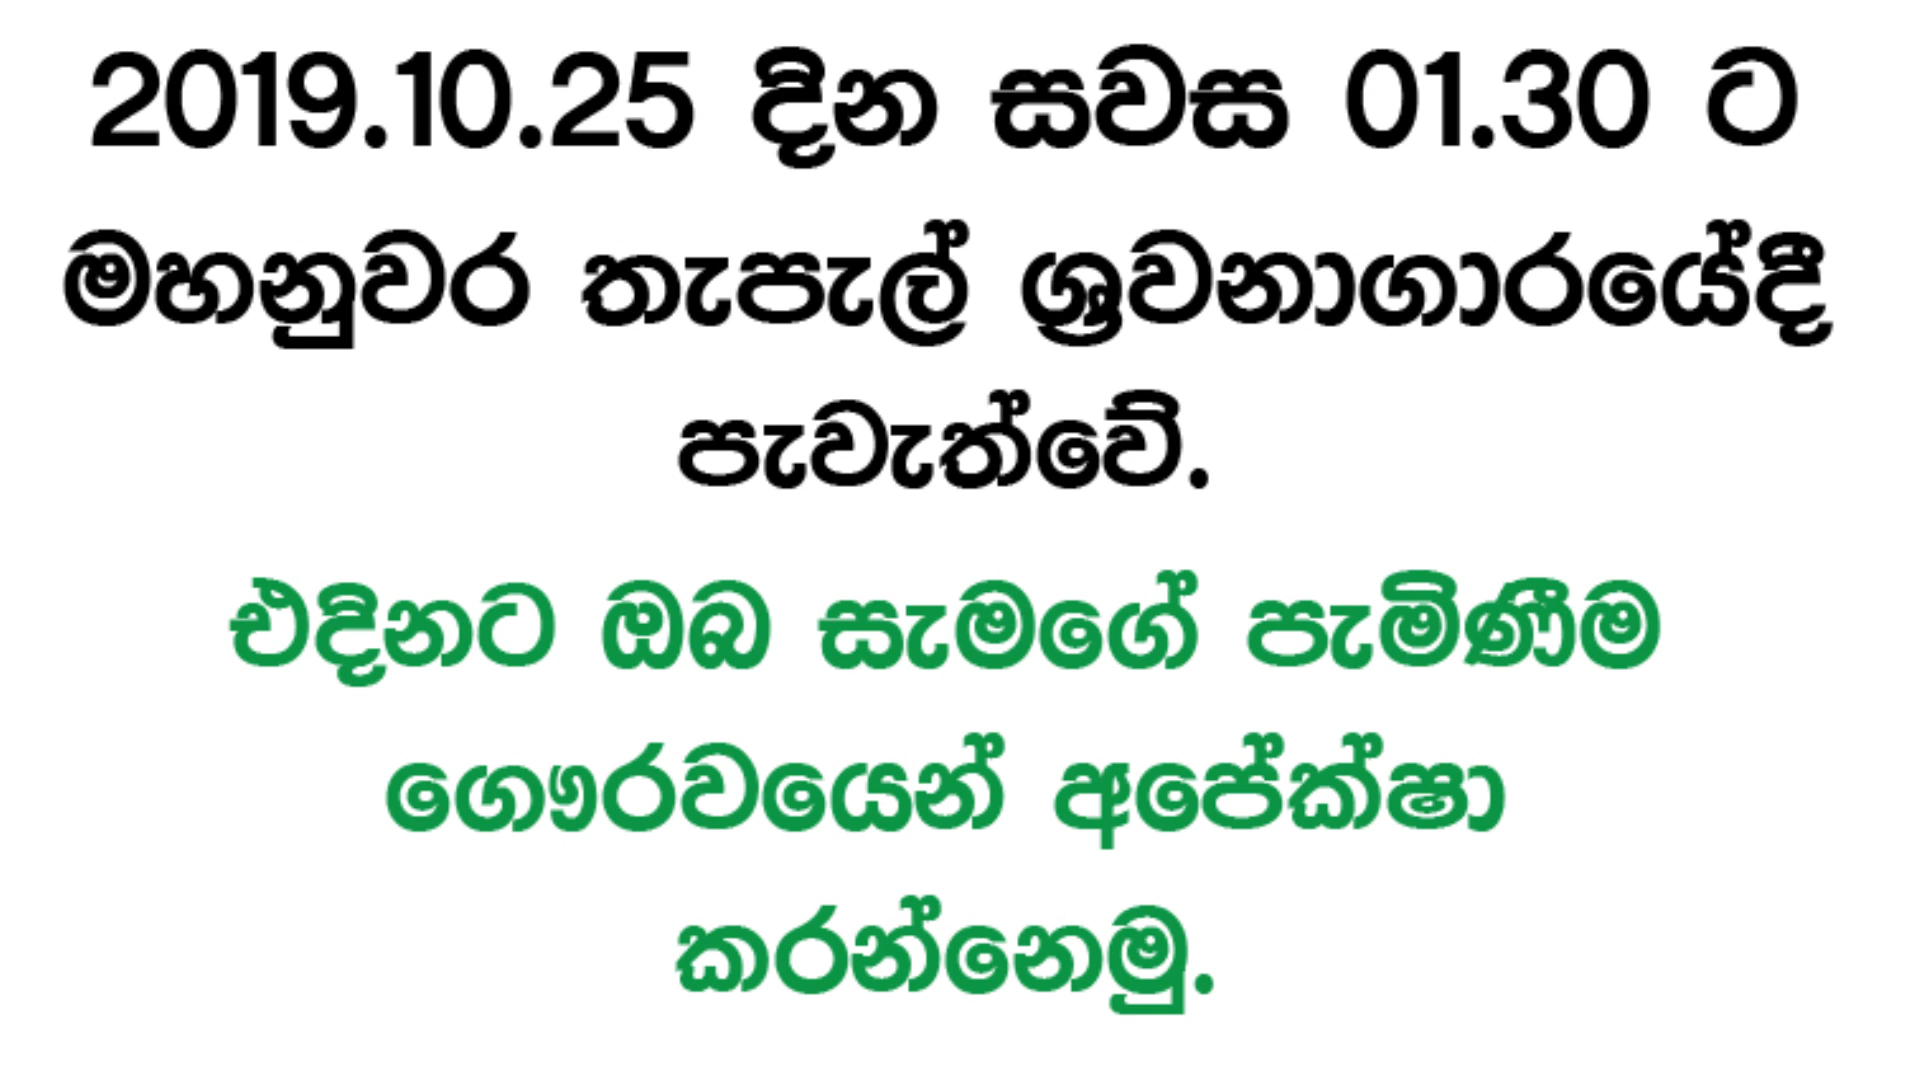 2019.10.25 දින සවස 01.30 ට
මහනුවර තැපැල් ශ්‍රවනාගාරයේදී
පැවැත්වේ.
එදිනට ඔබ සැමගේ පැමිණීම
ගෞරවයෙන් අපේක්ෂා
කරන්නෙමු.